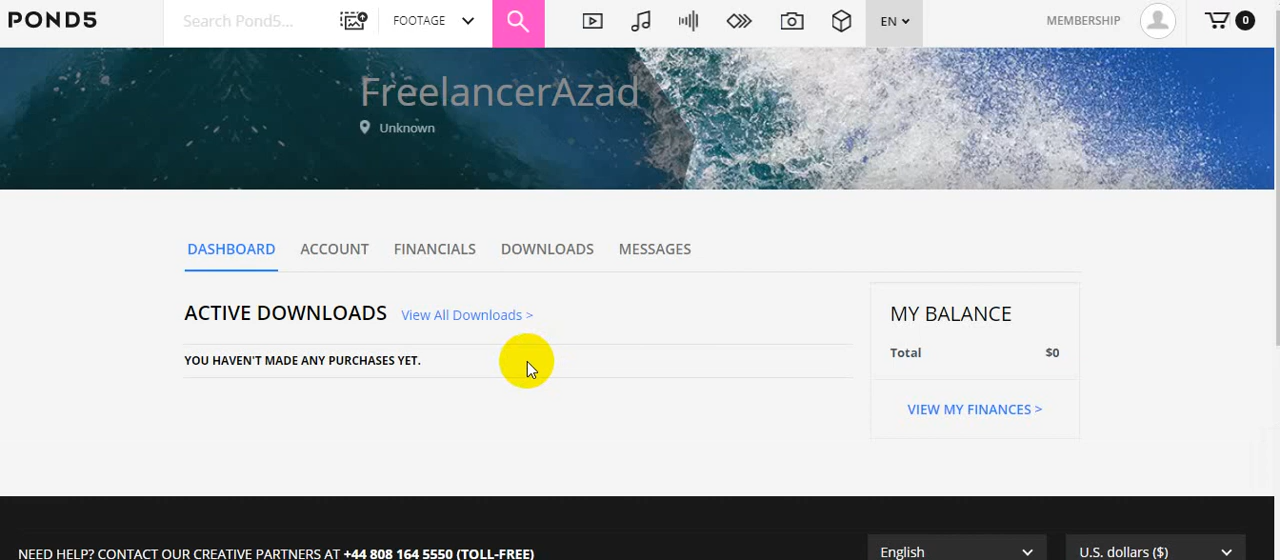 POND5 Search Pond5... FOOTAGE EN MEMBERSHIP 0
FreelancerAzad
Unknown
DASHBOARD ACCOUNT FINANCIALS DOWNLOADS MESSAGES
ACTIVE DOWNLOADS View All Downloads >
YOU HAVEN'T MADE ANY PURCHASES YET.
MY BALANCE
Total $0
VIEW MY FINANCES >
NEED HELP? CONTACT OUR CREATIVE PARTNERS AT +44 808 164 5550 (TOLL-FREE)
English U.S. dollars ($)